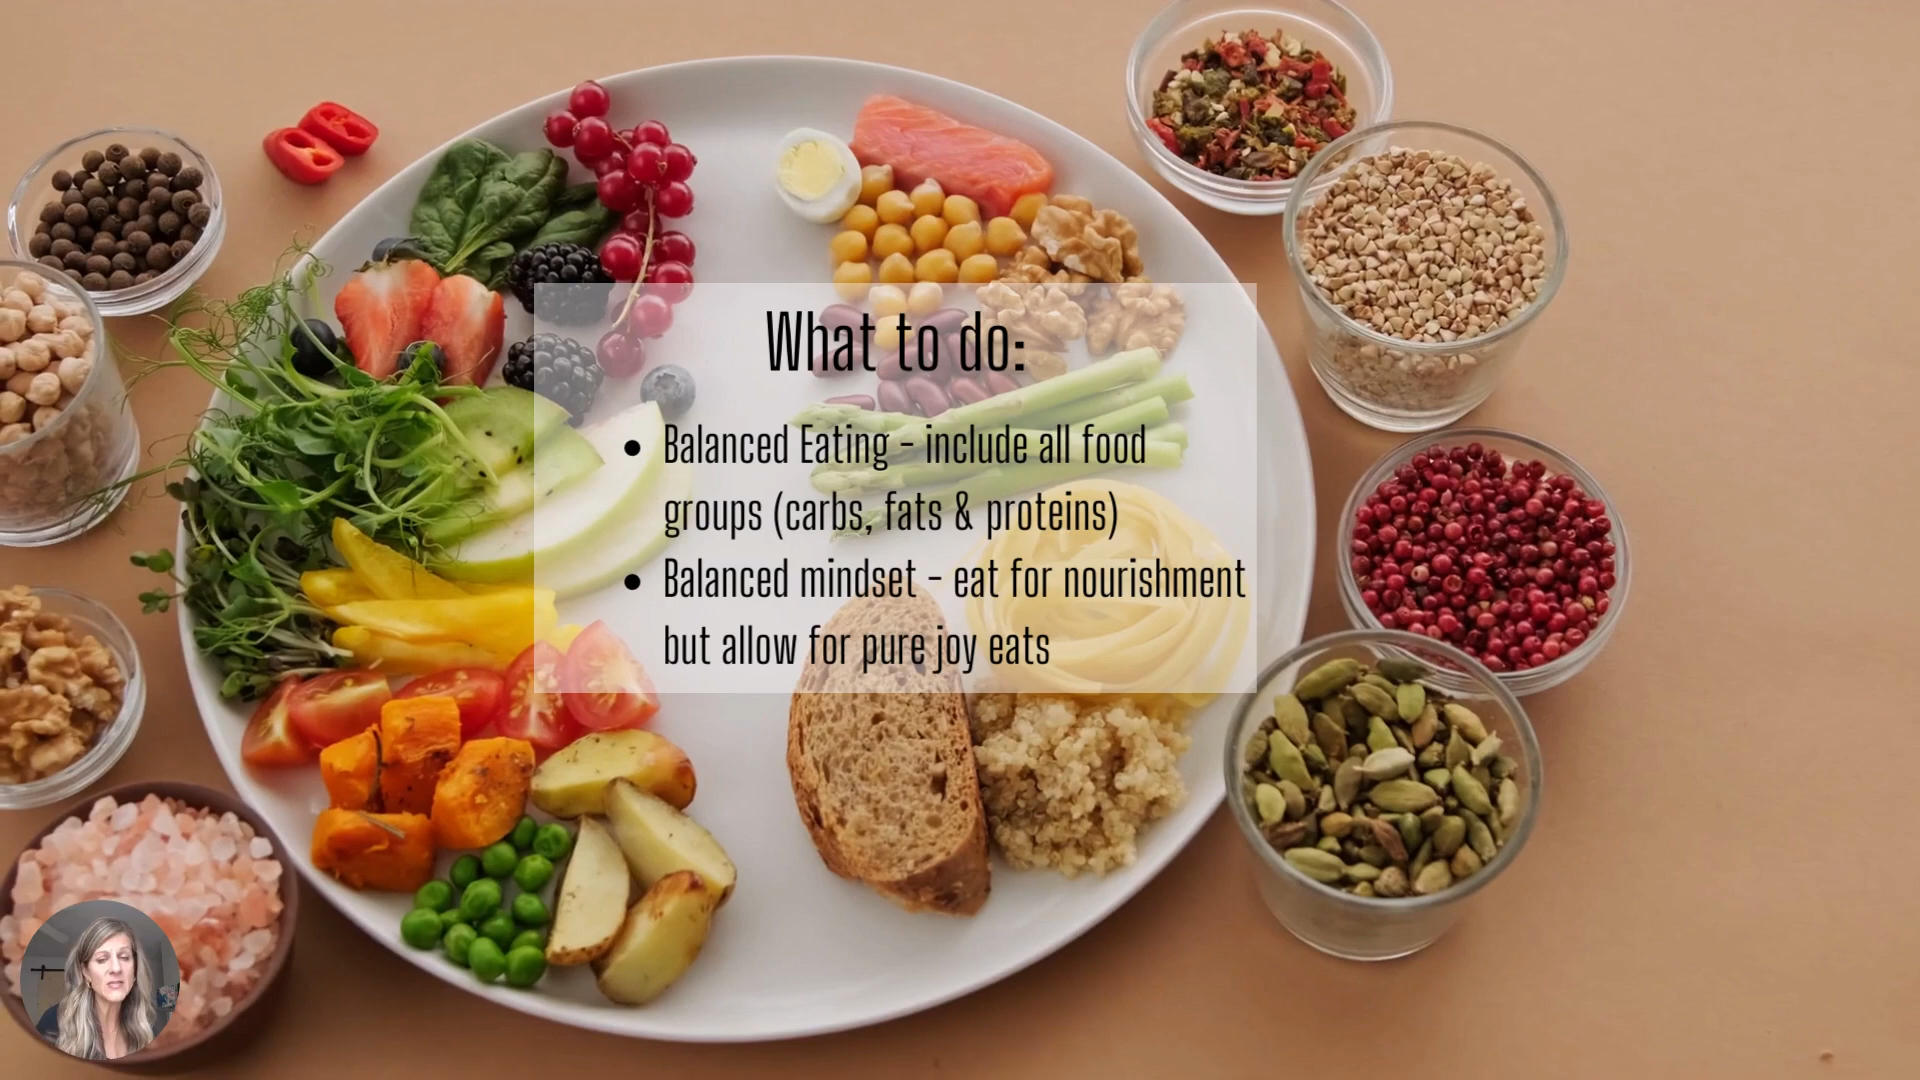 What to do:
• Balanced Eating - include all food
groups (carbs, fats & proteins)
• Balanced mindset - eat for nourishment
but allow for pure joy eats